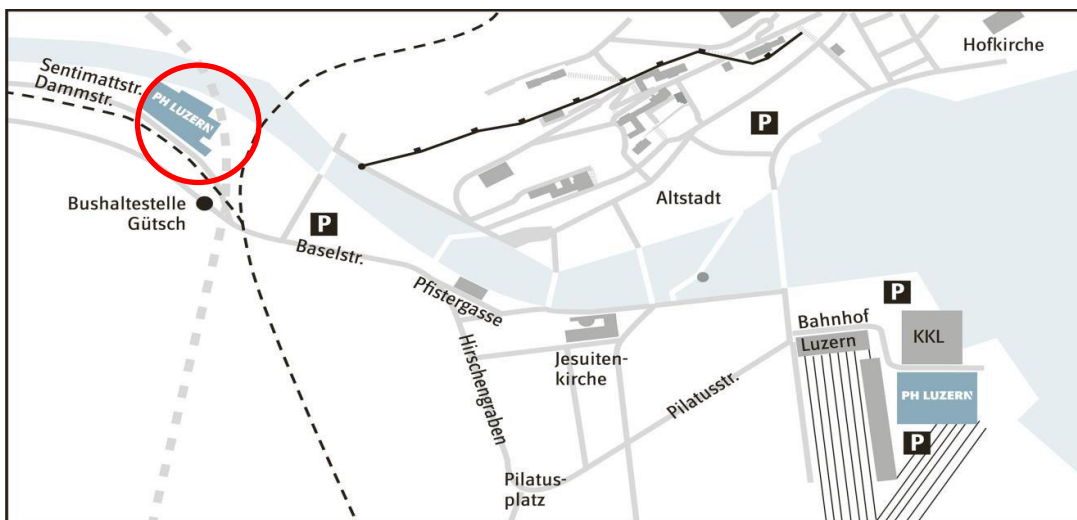 Hofkirche
Sentimattstr.
Dammstr.
PH LUZERN
P
Bushaltestelle
Gütsch
Altstadt
P
Baselstr.
Pfistergasse
P
Bahnhof
Luzern
KKL
Hirschengraben
Jesuiten-
kirche
Pilatusstr.
PH LUZERN
P
Pilatus-
platz